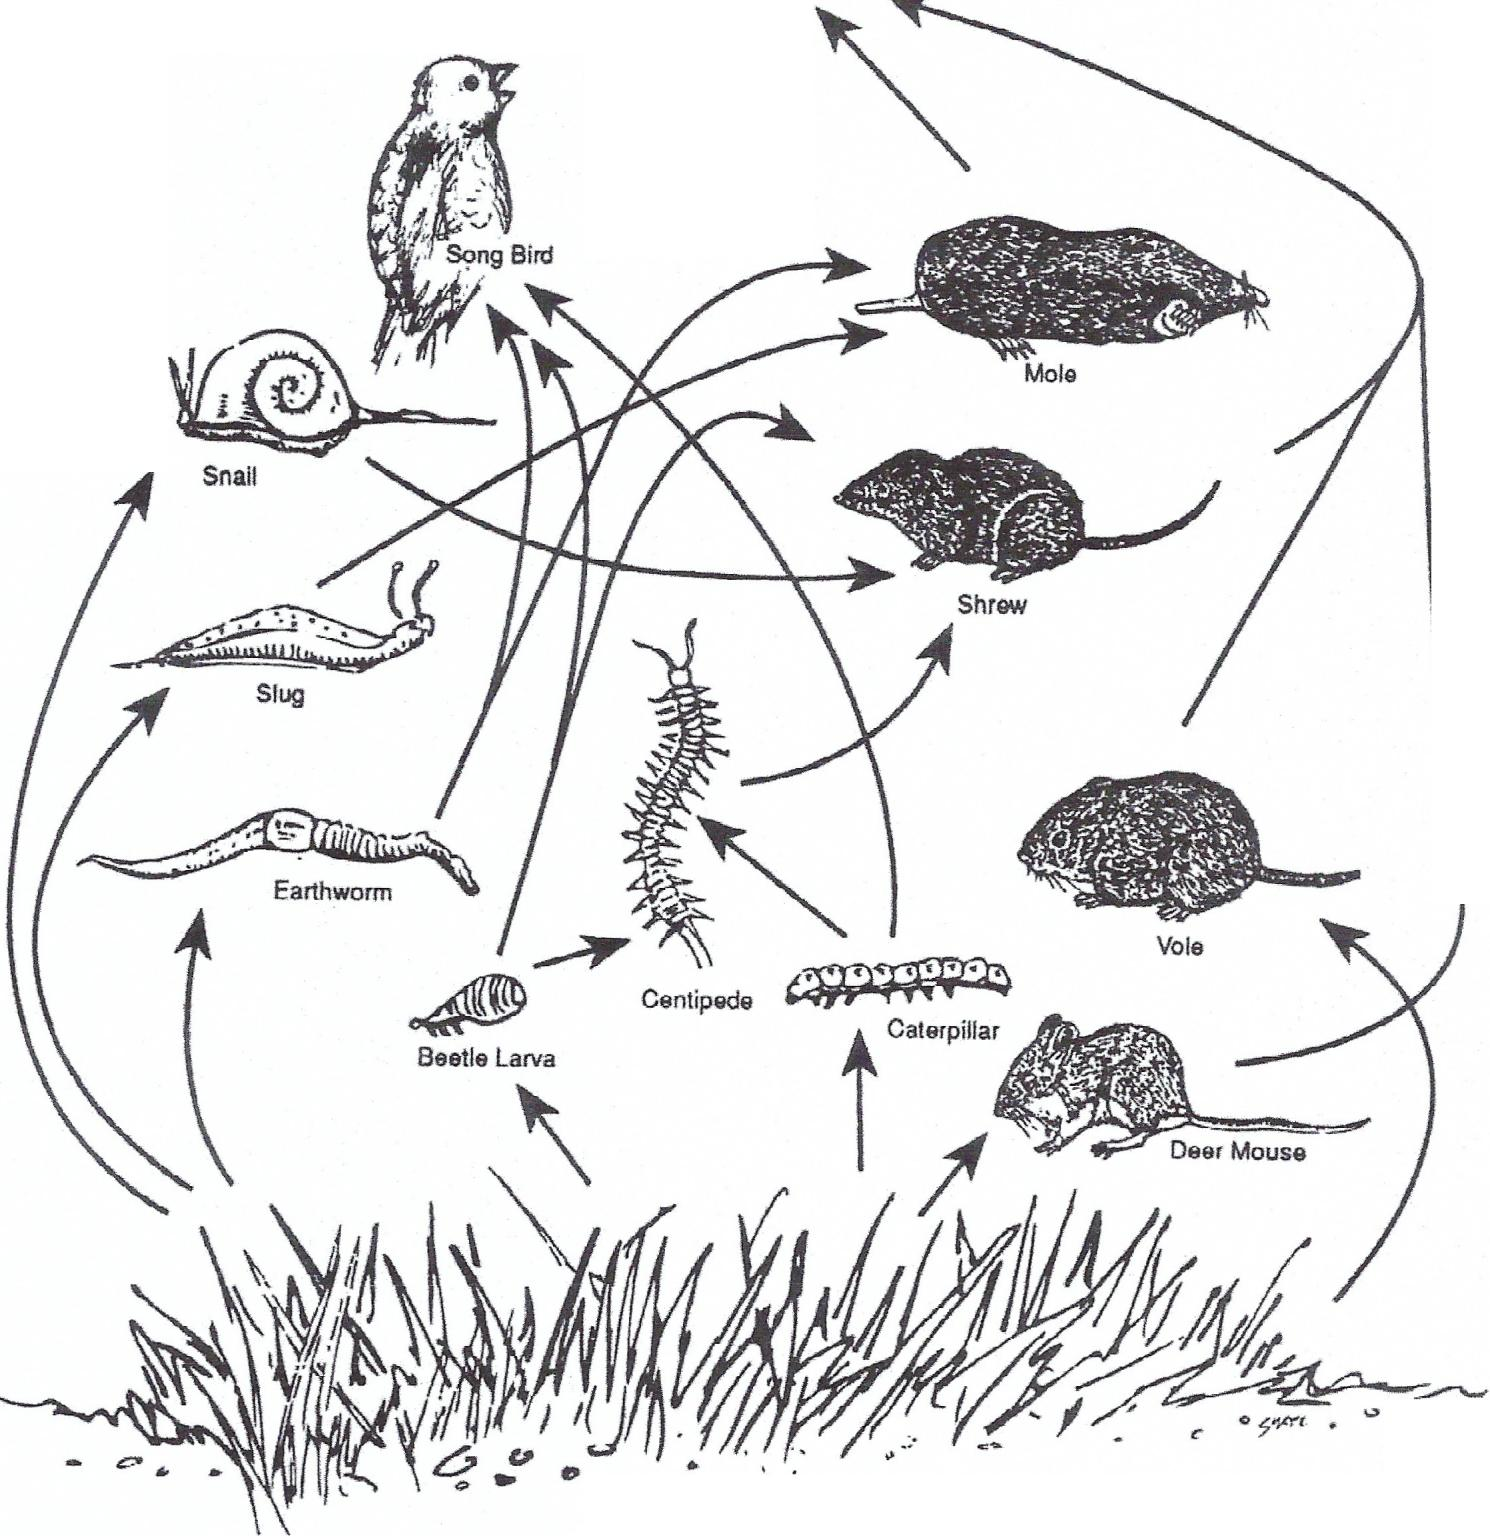 Song Bird
Mole
Snail
Shrew
Slug
Earthworm
Vole
Centipede
Caterpillar
Beetle Larva
Deer Mouse